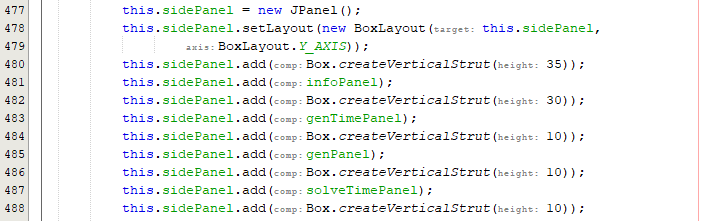 477 this.sidePanel = new JPanel();
478 this.sidePanel.setLayout(new BoxLayout(target: this.sidePanel,
479 axis: BoxLayout.Y_AXIS));
480 this.sidePanel.add(comp: Box.createVerticalStrut(height: 35));
481 this.sidePanel.add(comp: infoPanel);
482 this.sidePanel.add(comp: Box.createVerticalStrut(height: 30));
483 this.sidePanel.add(comp: genTimePanel);
484 this.sidePanel.add(comp: Box.createVerticalStrut(height: 10));
485 this.sidePanel.add(comp: genPanel);
486 this.sidePanel.add(comp: Box.createVerticalStrut(height: 10));
487 this.sidePanel.add(comp: solveTimePanel);
488 this.sidePanel.add(comp: Box.createVerticalStrut(height: 10));